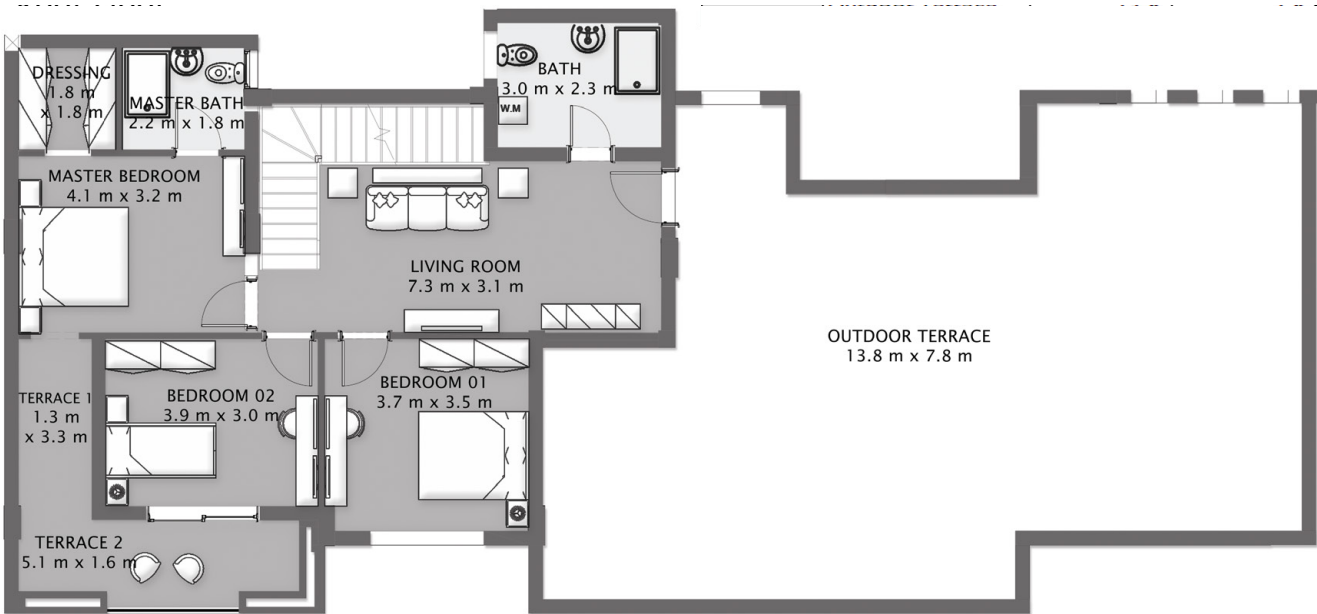 DRESSING
1.8 m
x 1.8 m
MASTER BATH
2.2 m x 1.8 m
BATH
3.0 m x 2.3 m
W.M
MASTER BEDROOM
4.1 m x 3.2 m
LIVING ROOM
7.3 m x 3.1 m
OUTDOOR TERRACE
13.8 m x 7.8 m
TERRACE 1
1.3 m
x 3.3 m
BEDROOM 02
3.9 m x 3.0 m
BEDROOM 01
3.7 m x 3.5 m
TERRACE 2
5.1 m x 1.6 m